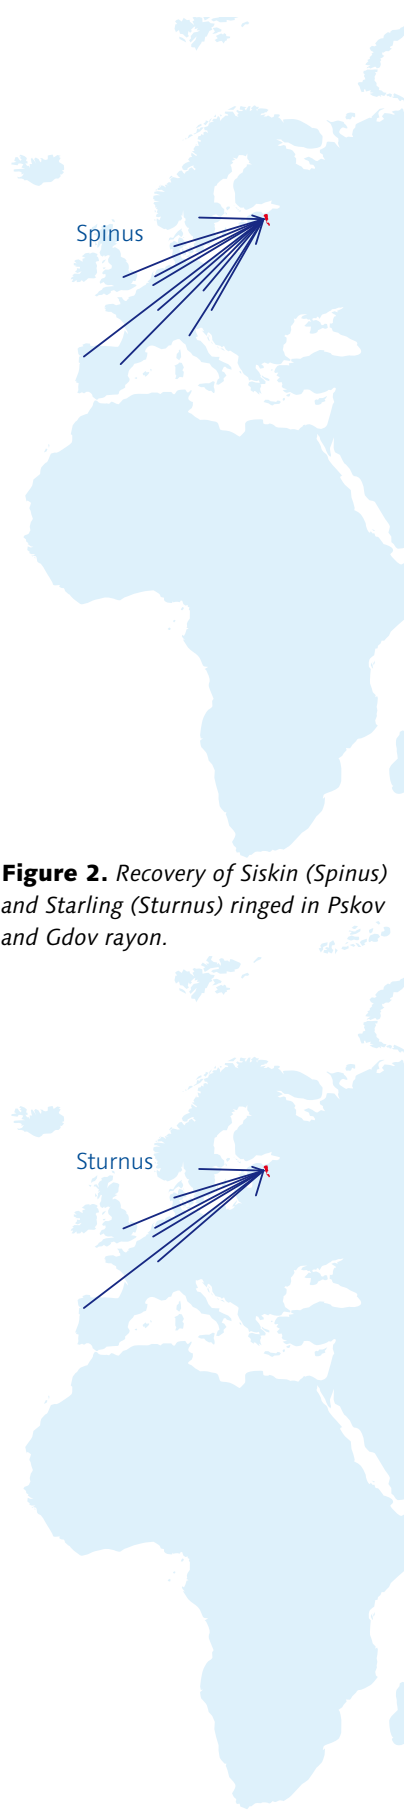 Spinus
Figure 2. Recovery of Siskin (Spinus)
and Starling (Sturnus) ringed in Pskov
and Gdov rayon.
Sturnus